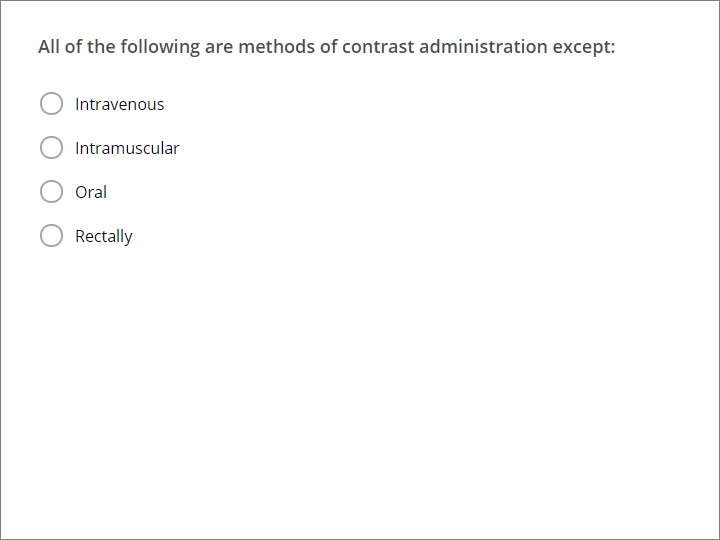 All of the following are methods of contrast administration except:
Intravenous
Intramuscular
Oral
Rectally